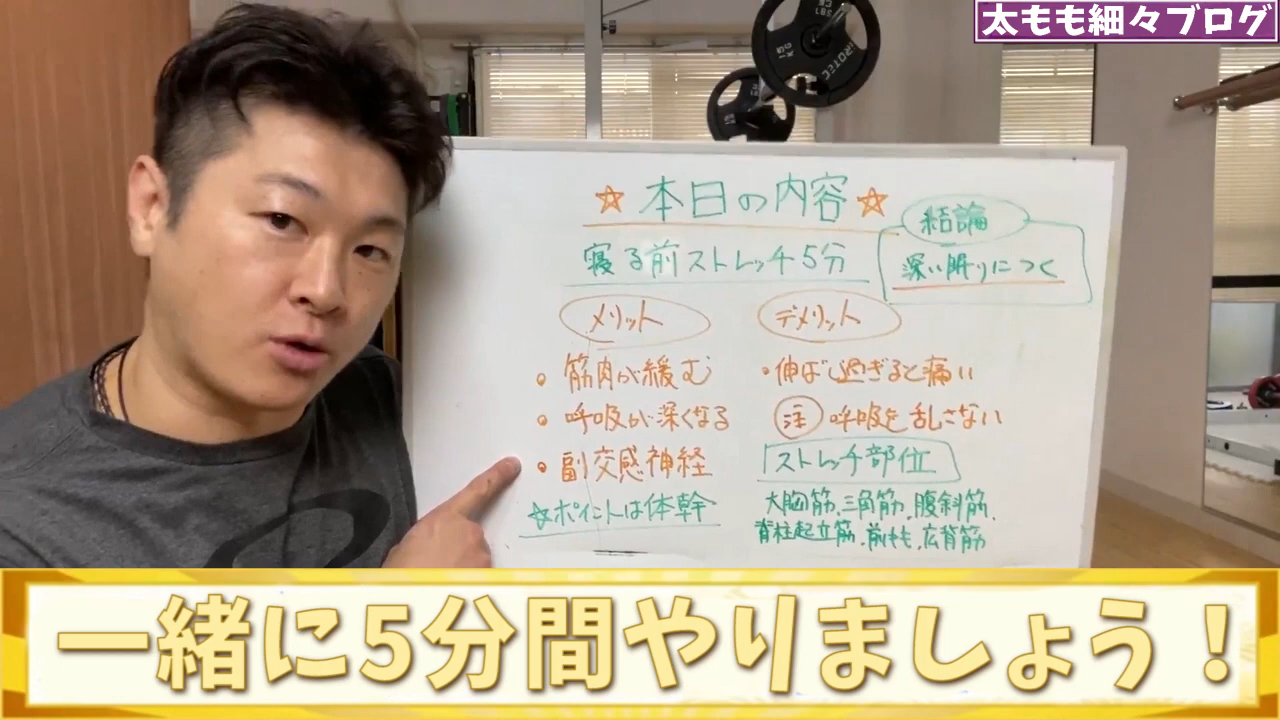 太もも細々ブログ
☆ 本日の内容 ☆
寝る前ストレッチ5分
結論
深い眠りにつく
メリット
・筋肉が緩む
・呼吸が深くなる
・副交感神経
☆ポイントは体幹
デメリット
・伸ばし過ぎると痛い
注 呼吸を乱さない
ストレッチ部位
大胸筋、三角筋、腹斜筋、
脊柱起立筋、前もも、広背筋
一緒に5分間やりましょう!